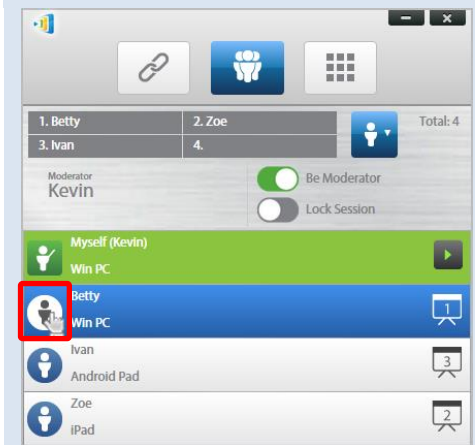 1. Betty 2. Zoe Total: 4
3. Ivan 4.
Moderator
Kevin
Be Moderator
Lock Session
Myself (Kevin)
Win PC
Betty
Win PC
1
Ivan
Android Pad
3
Zoe
iPad
2